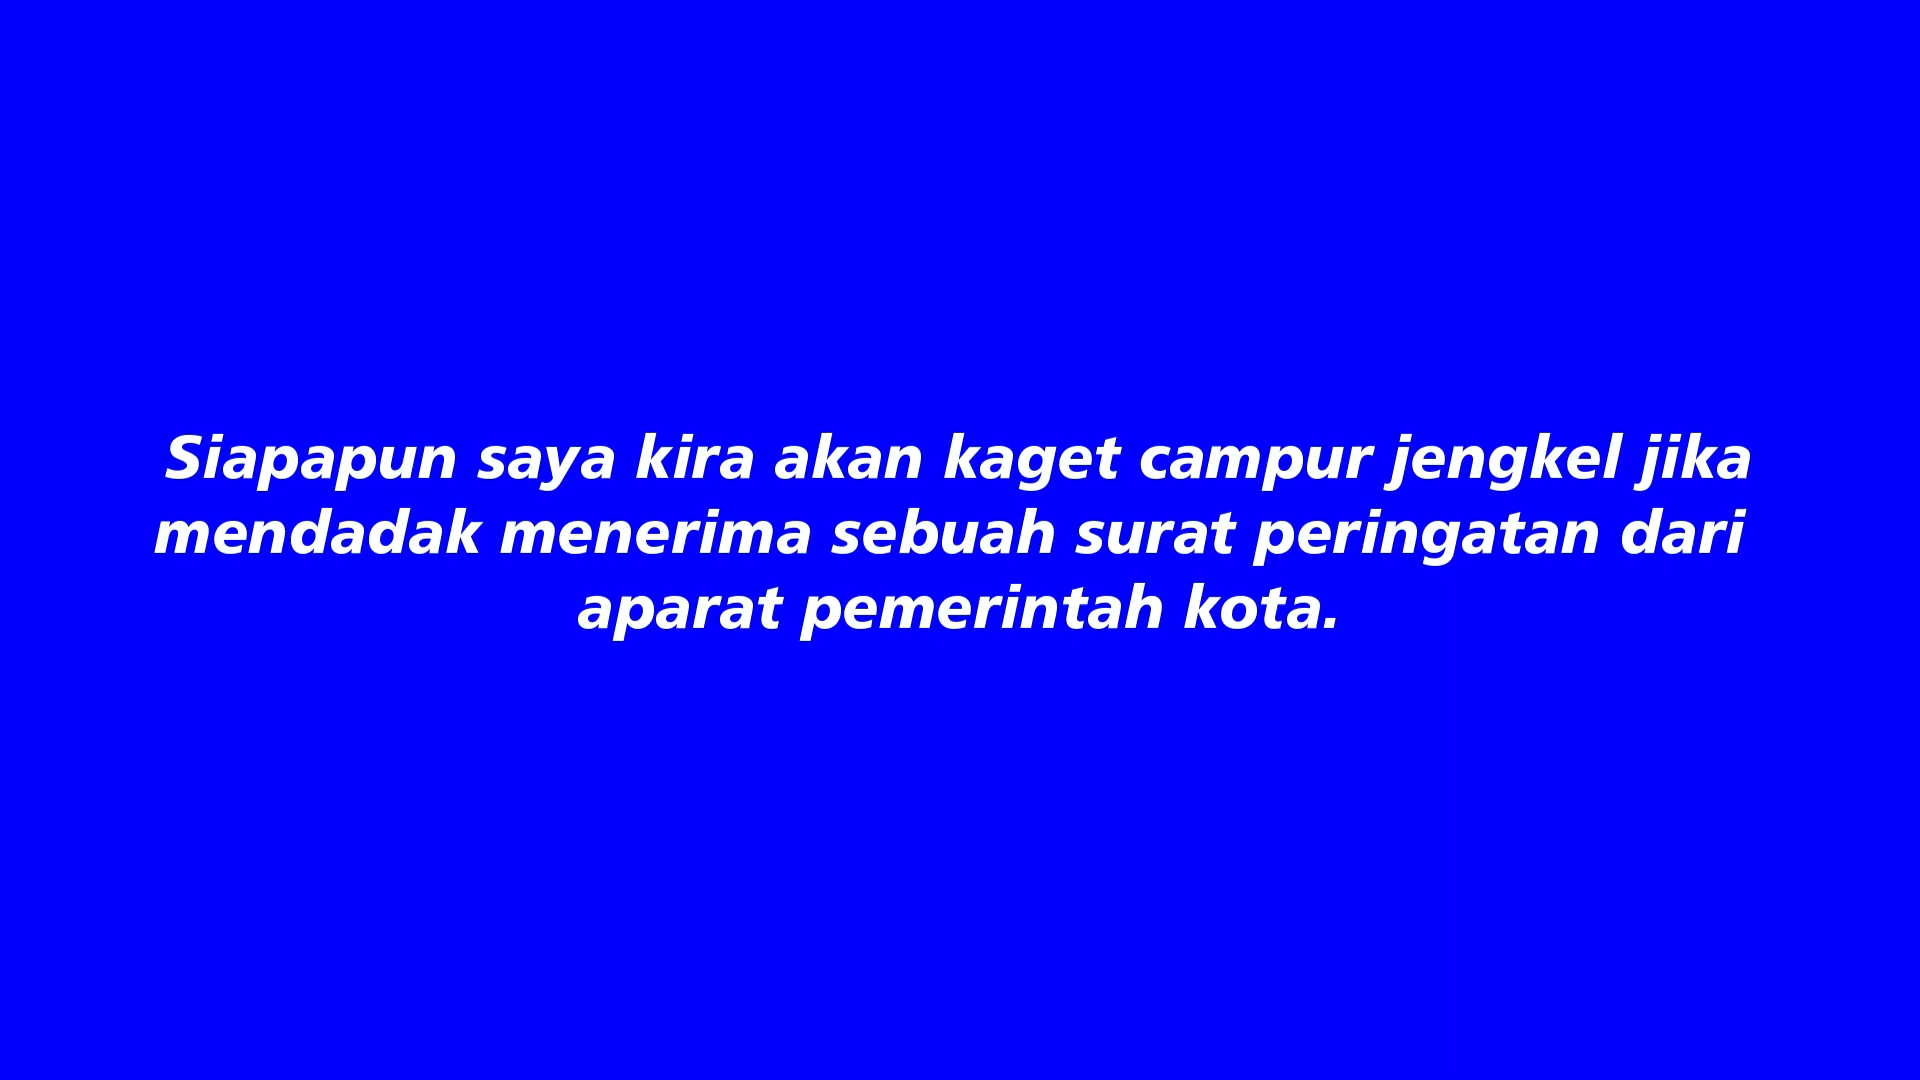 Siapapun saya kira akan kaget campur jengkel jika
mendadak menerima sebuah surat peringatan dari
aparat pemerintah kota.